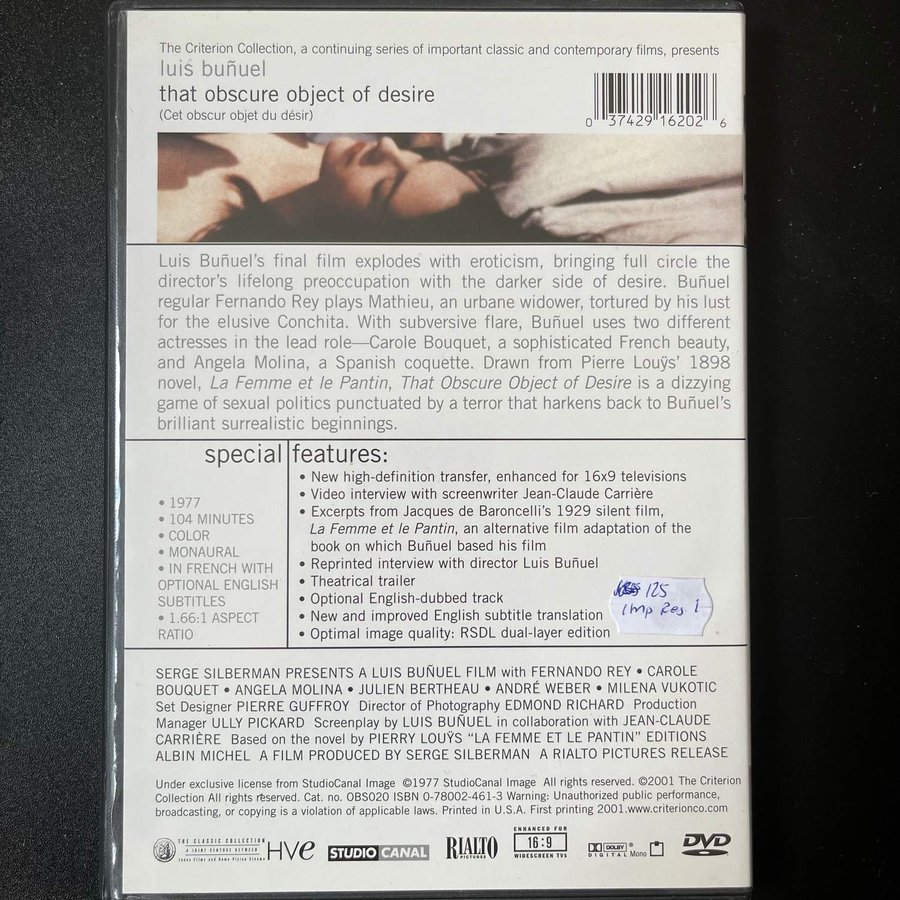 The Criterion Collection, a continuing series of important classic and contemporary films, presents
luis buñuel
that obscure object of desire
(Cet obscur objet du désir)
0 37429 16202 6
Luis Buñuel's final film explodes with eroticism, bringing full circle the
director's lifelong preoccupation with the darker side of desire. Buñuel
regular Fernando Rey plays Mathieu, an urbane widower, tortured by his lust
for the elusive Conchita. With subversive flare, Buñuel uses two different
actresses in the lead role—Carole Bouquet, a sophisticated French beauty,
and Angela Molina, a Spanish coquette. Drawn from Pierre Louÿs' 1898
novel, La Femme et le Pantin, That Obscure Object of Desire is a dizzying
game of sexual politics punctuated by a terror that harkens back to Buñuel's
brilliant surrealistic beginnings.
special features:
• 1977
• 104 MINUTES
• COLOR
• MONAURAL
• IN FRENCH WITH
OPTIONAL ENGLISH
SUBTITLES
• 1.66:1 ASPECT
RATIO
• New high-definition transfer, enhanced for 16x9 televisions
• Video interview with screenwriter Jean-Claude Carrière
• Excerpts from Jacques de Baroncelli's 1929 silent film,
La Femme et le Pantin, an alternative film adaptation of the
book on which Buñuel based his film
• Reprinted interview with director Luis Buñuel
• Theatrical trailer
• Optional English-dubbed track
• New and improved English subtitle translation
• Optimal image quality: RSDL dual-layer edition
125
Imp Reg 1
SERGE SILBERMAN PRESENTS A LUIS BUÑUEL FILM with FERNANDO REY • CAROLE
BOUQUET • ANGELA MOLINA • JULIEN BERTHEAU • ANDRÉ WEBER • MILENA VUKOTIC
Set Designer PIERRE GUFFROY Director of Photography EDMOND RICHARD Production
Manager ULLY PICKARD Screenplay by LUIS BUÑUEL in collaboration with JEAN-CLAUDE
CARRIÈRE Based on the novel by PIERRY LOUŸS "LA FEMME ET LE PANTIN" EDITIONS
ALBIN MICHEL A FILM PRODUCED BY SERGE SILBERMAN A RIALTO PICTURES RELEASE
Under exclusive license from StudioCanal Image ©1977 StudioCanal Image All rights reserved. ©2001 The Criterion
Collection All rights reserved. Cat. no. OBS020 ISBN 0-78002-461-3 Warning: Unauthorized public performance,
broadcasting, or copying is a violation of applicable laws. Printed in U.S.A. First printing 2001.www.criterionco.com
THE CLASSIC COLLECTION
A JOINT VENTURE BETWEEN
Janus Films and Home Vision Cinema
HVe
STUDIO CANAL
RIALTO
PICTURES
ENHANCED FOR
16:9
WIDESCREEN TVs
DOLBY
DIGITAL Mono
DVD